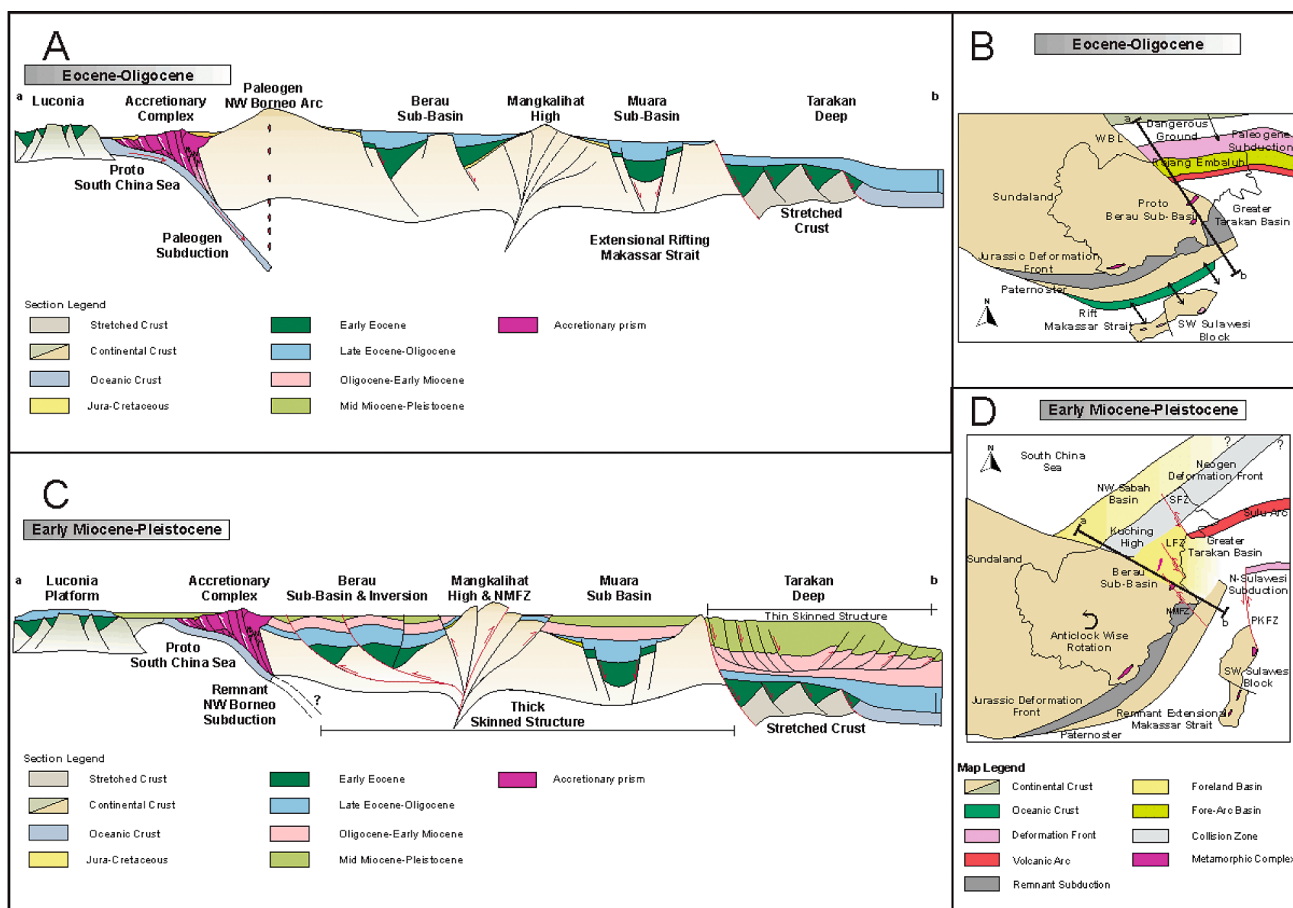 A
Eocene-Oligocene
a
Luconia
Accretionary
Complex
Paleogen
NW Borneo Arc
Berau
Sub-Basin
Mangkalihat
High
Muara
Sub-Basin
Tarakan
Deep
b
Proto
South China Sea
Paleogen
Subduction
Extensional Rifting
Makassar Strait
Stretched
Crust
Section Legend
Stretched Crust
Continental Crust
Oceanic Crust
Jura-Cretaceous
Early Eocene
Late Eocene-Oligocene
Oligocene-Early Miocene
Mid Miocene-Pleistocene
Accretionary prism
B
Eocene-Oligocene
a
WBL
Dangerous
Ground
Paleogene
Subduction
Rajang Embaluh
Sundaland
Proto
Berau Sub-Basin
Greater
Tarakan Basin
Jurassic Deformation
Front
Paternoster
Rift
Makassar Strait
SW Sulawesi
Block
b
N
C
Early Miocene-Pleistocene
a
Luconia
Platform
Accretionary
Complex
Berau
Sub-Basin & Inversion
Mangkalihat
High & NMFZ
Muara
Sub Basin
Tarakan
Deep
b
Thin Skinned Structure
Proto
South China Sea
Remnant
NW Borneo
Subduction
?
Thick
Skinned Structure
Stretched Crust
Section Legend
Stretched Crust
Continental Crust
Oceanic Crust
Jura-Cretaceous
Early Eocene
Late Eocene-Oligocene
Oligocene-Early Miocene
Mid Miocene-Pleistocene
Accretionary prism
D
Early Miocene-Pleistocene
N
South China
Sea
?
?
Neogen
Deformation Front
NW Sabah
Basin
SFZ
a
Kuching
High
Sulu Arc
LFZ
Greater
Tarakan Basin
Sundaland
Berau
Sub-Basin
N-Sulawesi
Subduction
NMFZ
b
PKFZ
Anticlock Wise
Rotation
SW Sulawesi
Block
Jurassic Deformation
Front
Remnant Extensional
Makassar Strait
Paternoster
Map Legend
Continental Crust
Oceanic Crust
Deformation Front
Volcanic Arc
Remnant Subduction
Foreland Basin
Fore-Arc Basin
Collision Zone
Metamorphic Complex